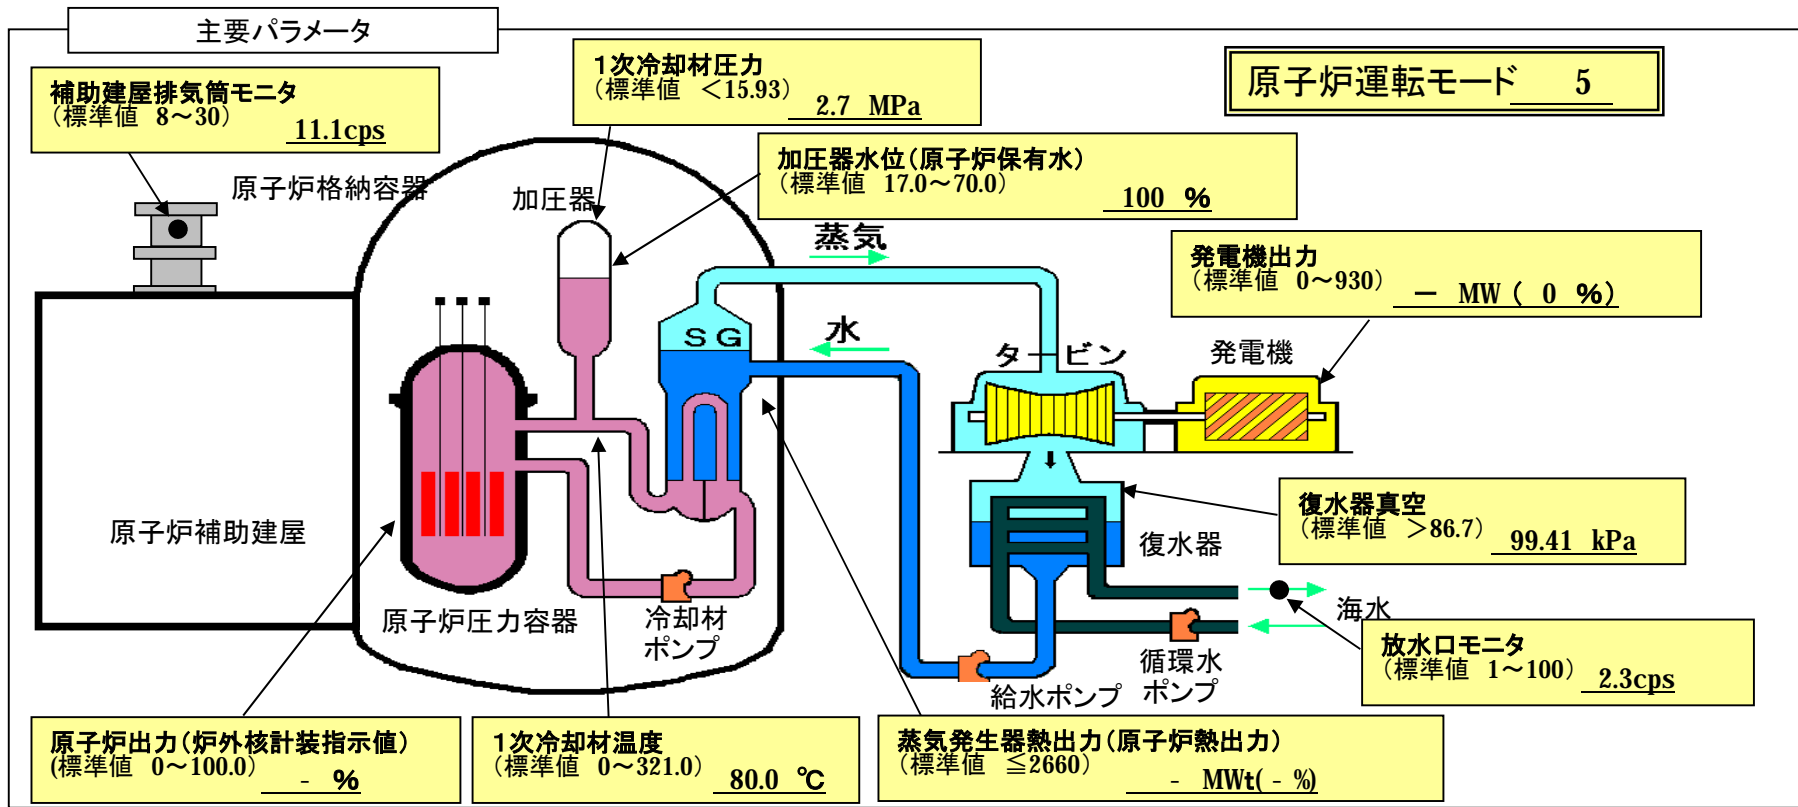 主要パラメータ
原子炉運転モード 5
補助建屋排気筒モニタ
(標準値 8～30) 11.1cps
1次冷却材圧力
(標準値 ＜15.93) 2.7 MPa
加圧器水位(原子炉保有水)
(標準値 17.0～70.0)
100 %
原子炉格納容器
加圧器
蒸気
発電機出力
(標準値 0～930)
－ MW ( 0 %)
SG
水
タービン
発電機
復水器真空
(標準値 ＞86.7) 99.41 kPa
原子炉補助建屋
復水器
海水
原子炉圧力容器
冷却材
ポンプ
給水ポンプ
循環水
ポンプ
放水口モニタ
(標準値 1～100) 2.3cps
原子炉出力(炉外核計装指示値)
(標準値 0～100.0) - %
1次冷却材温度
(標準値 0～321.0) 80.0 ℃
蒸気発生器熱出力(原子炉熱出力)
(標準値 ≦2660)
- MWt( - %)